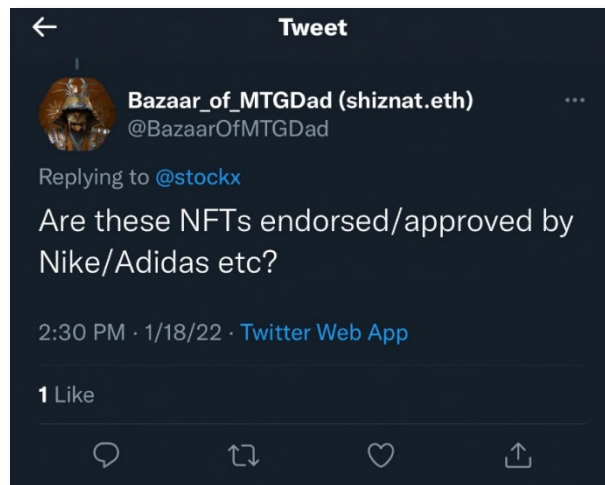 Tweet
Bazaar_of_MTGDad (shiznat.eth)
@BazaarOfMTGDad
Replying to @stockx
Are these NFTs endorsed/approved by
Nike/Adidas etc?
2:30 PM · 1/18/22 · Twitter Web App
1 Like